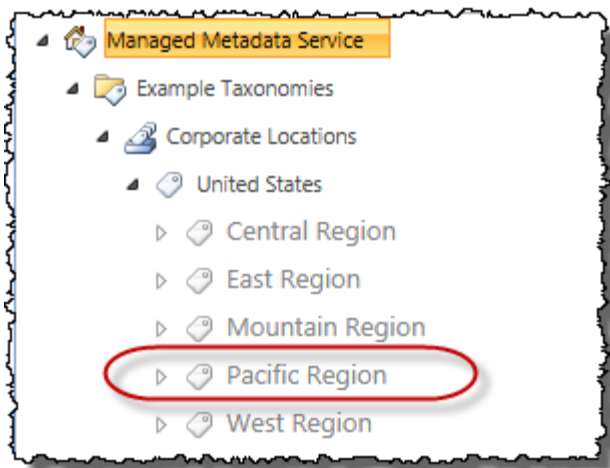 Managed Metadata Service
Example Taxonomies
Corporate Locations
United States
Central Region
East Region
Mountain Region
Pacific Region
West Region